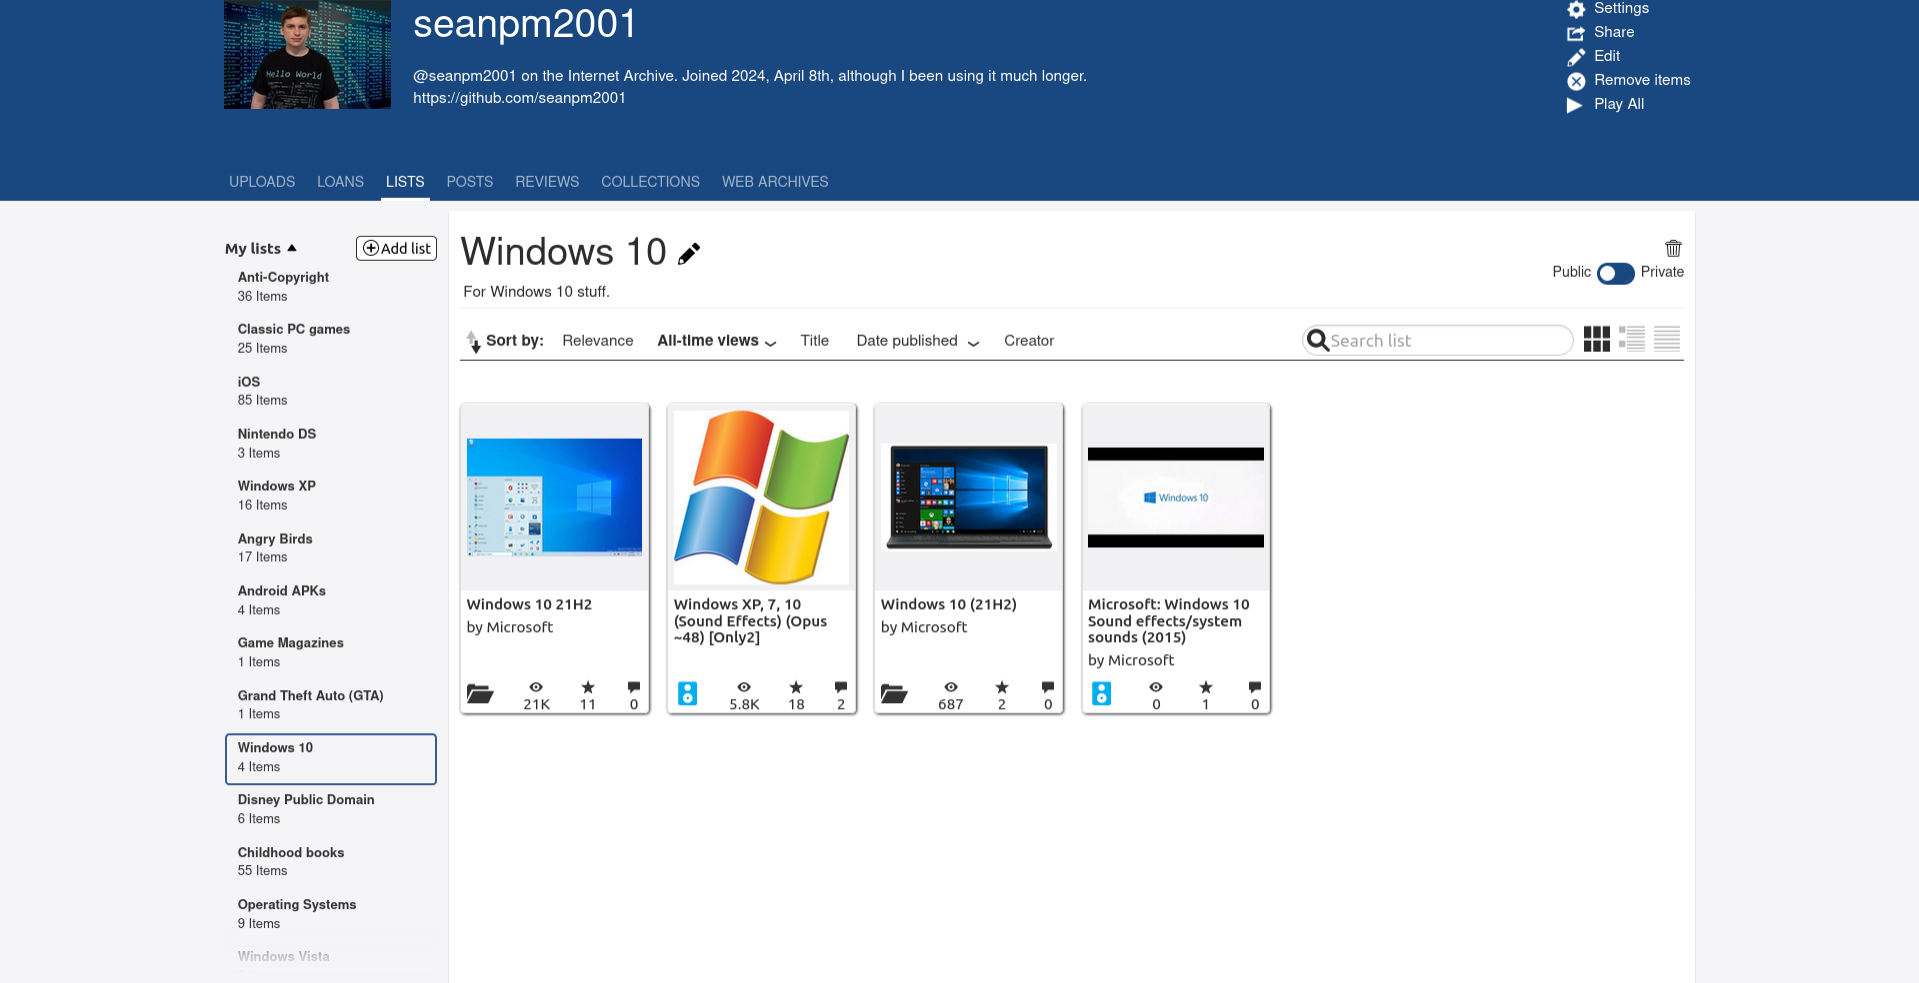 seanpm2001
@seanpm2001 on the Internet Archive. Joined 2024, April 8th, although I been using it much longer.
https://github.com/seanpm2001
Hello World
Settings
Share
Edit
Remove items
Play All
UPLOADS LOANS LISTS POSTS REVIEWS COLLECTIONS WEB ARCHIVES
My lists
Add list
Anti-Copyright
36 Items
Classic PC games
25 Items
iOS
85 Items
Nintendo DS
3 Items
Windows XP
16 Items
Angry Birds
17 Items
Android APKs
4 Items
Game Magazines
1 Items
Grand Theft Auto (GTA)
1 Items
Windows 10
4 Items
Disney Public Domain
6 Items
Childhood books
55 Items
Operating Systems
9 Items
Windows Vista
Windows 10
For Windows 10 stuff.
Public Private
Sort by: Relevance All-time views Title Date published Creator
Search list
Windows 10 21H2
by Microsoft
21K 11 0
Windows XP, 7, 10
(Sound Effects) (Opus
~48) [Only2]
5.8K 18 2
Windows 10 (21H2)
by Microsoft
687 2 0
Windows 10
Microsoft: Windows 10
Sound effects/system
sounds (2015)
by Microsoft
0 1 0